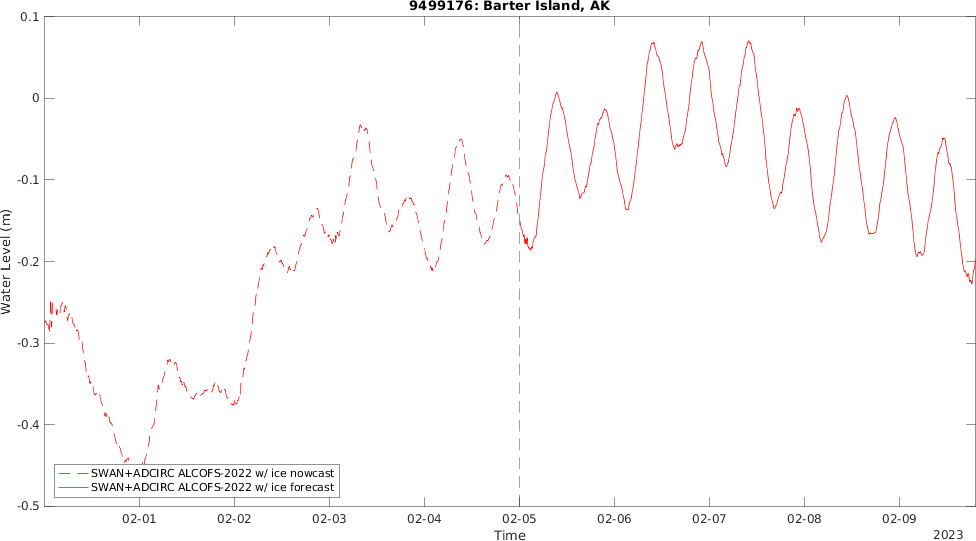 9499176: Barter Island, AK
0.1
0
-0.1
-0.2
-0.3
-0.4
-0.5
Water Level (m)
SWAN+ADCIRC ALCOFS-2022 w/ ice nowcast
SWAN+ADCIRC ALCOFS-2022 w/ ice forecast
02-01 02-02 02-03 02-04 02-05 02-06 02-07 02-08 02-09
Time
2023